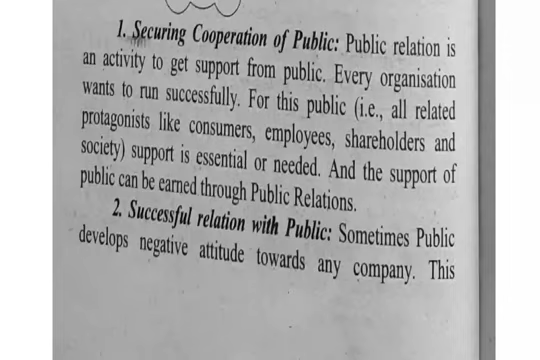 1. Securing Cooperation of Public: Public relation is
an activity to get support from public. Every organisation
wants to run successfully. For this public (i.e., all related
protagonists like consumers, employees, shareholders and
society) support is essential or needed. And the support of
public can be earned through Public Relations.
2. Successful relation with Public: Sometimes Public
develops negative attitude towards any company. This